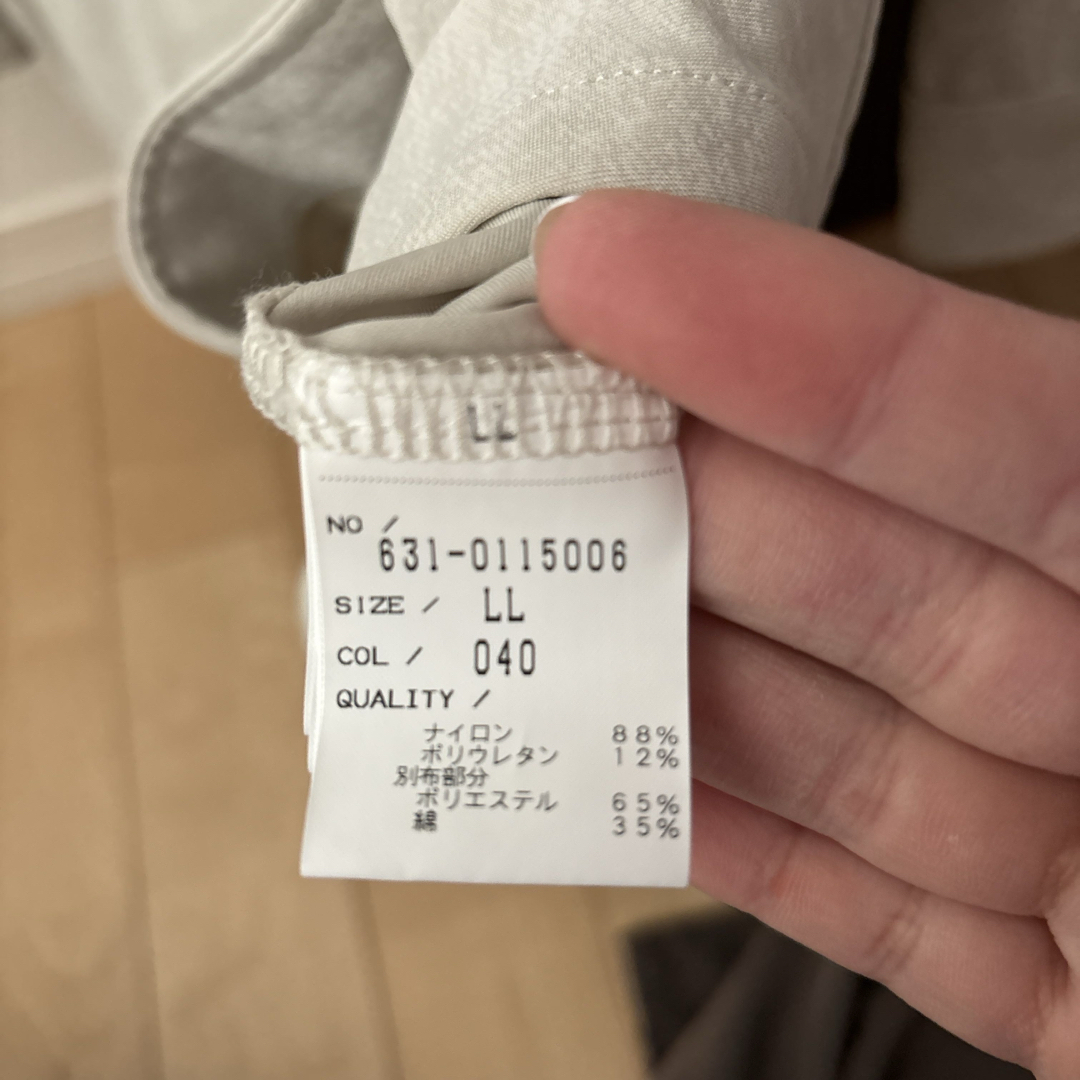 LL
NO /
631-0115006
SIZE / LL
COL / 040
QUALITY /
ナイロン 88%
ポリウレタン 12%
別布部分
ポリエステル 65%
綿 35%